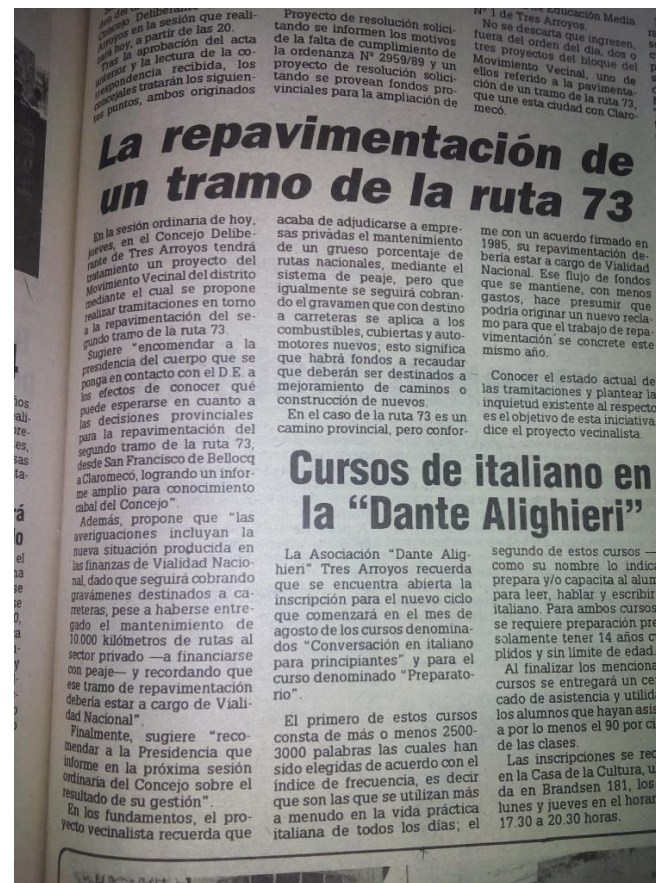 Concejo Deliberante
Arroyos en la sesión que reali-
zará hoy, a partir de las 20.
Tras la aprobación del acta
anterior y la lectura de la co-
rrespondencia recibida, los
concejales tratarán los siguien-
tes puntos, ambos originados
Proyecto de resolución solici-
tando se informen los motivos
de la falta de cumplimiento de
la ordenanza Nº 2959/89 y un
proyecto de resolución solici-
tando se provean fondos pro-
vinciales para la ampliación de
Educación Media
Nº 1 de Tres Arroyos.
No se descarta que ingresen,
fuera del orden del día, dos o
tres proyectos del bloque del
Movimiento Vecinal, uno de
ellos referido a la pavimenta-
ción de un tramo de la ruta 73,
que une esta ciudad con Claro-
mecó.
La repavimentación de
un tramo de la ruta 73
En la sesión ordinaria de hoy,
jueves, en el Concejo Delibe-
rante de Tres Arroyos tendrá
tratamiento un proyecto del
Movimiento Vecinal del distrito
mediante el cual se propone
realizar tramitaciones en torno
a la repavimentación del se-
gundo tramo de la ruta 73.
Sugiere "encomendar a la
presidencia del cuerpo que se
ponga en contacto con el D.E. a
los efectos de conocer qué
puede esperarse en cuanto a
las decisiones provinciales
para la repavimentación del
segundo tramo de la ruta 73,
desde San Francisco de Bellocq
a Claromecó, logrando un infor-
me amplio para conocimiento
cabal del Concejo".
Además, propone que "las
averiguaciones incluyan la
nueva situación producida en
las finanzas de Vialidad Nacio-
nal, dado que seguirá cobrando
gravámenes destinados a ca-
rreteras, pese a haberse entre-
gado el mantenimiento de
10.000 kilómetros de rutas al
sector privado —a financiarse
con peaje— y recordando que
ese tramo de repavimentación
debería estar a cargo de Viali-
dad Nacional".
Finalmente, sugiere "reco-
mendar a la Presidencia que
informe en la próxima sesión
ordinaria del Concejo sobre el
resultado de su gestión".
En los fundamentos, el pro-
yecto vecinalista recuerda que
acaba de adjudicarse a empre-
sas privadas el mantenimiento
de un grueso porcentaje de
rutas nacionales, mediante el
sistema de peaje, pero que
igualmente se seguirá cobran-
do el gravamen que con destino
a carreteras se aplica a los
combustibles, cubiertas y auto-
motores nuevos; esto significa
que habrá fondos a recaudar
que deberán ser destinados a
mejoramiento de caminos o
construcción de nuevos.
En el caso de la ruta 73 es un
camino provincial, pero confor-
me con un acuerdo firmado en
1985, su repavimentación de-
bería estar a cargo de Vialidad
Nacional. Ese flujo de fondos
que se mantiene, con menos
gastos, hace presumir que
podría originar un nuevo recla-
mo para que el trabajo de repa-
vimentación se concrete este
mismo año.
Conocer el estado actual de
las tramitaciones y plantear la
inquietud existente al respecto
es el objetivo de esta iniciativa
dice el proyecto vecinalista.
Cursos de italiano en
la "Dante Alighieri"
La Asociación "Dante Alig-
hieri" Tres Arroyos recuerda
que se encuentra abierta la
inscripción para el nuevo ciclo
que comenzará en el mes de
agosto de los cursos denomina-
dos "Conversación en italiano
para principiantes" y para el
curso denominado "Preparato-
rio".
El primero de estos cursos
consta de más o menos 2500-
3000 palabras las cuales han
sido elegidas de acuerdo con el
índice de frecuencia, es decir
que son las que se utilizan más
a menudo en la vida práctica
italiana de todos los días; el
segundo de estos cursos —
como su nombre lo indica
prepara y/o capacita al alum
para leer, hablar y escribir
italiano. Para ambos cursos
se requiere preparación pre
solamente tener 14 años cu
plidos y sin límite de edad.
Al finalizar los menciona
cursos se entregará un ce
cado de asistencia y utilida
los alumnos que hayan asis
a por lo menos el 90 por ci
de las clases.
Las inscripciones se rec
en la Casa de la Cultura, u
da en Brandsen 181, los
lunes y jueves en el horar
17.30 a 20.30 horas.